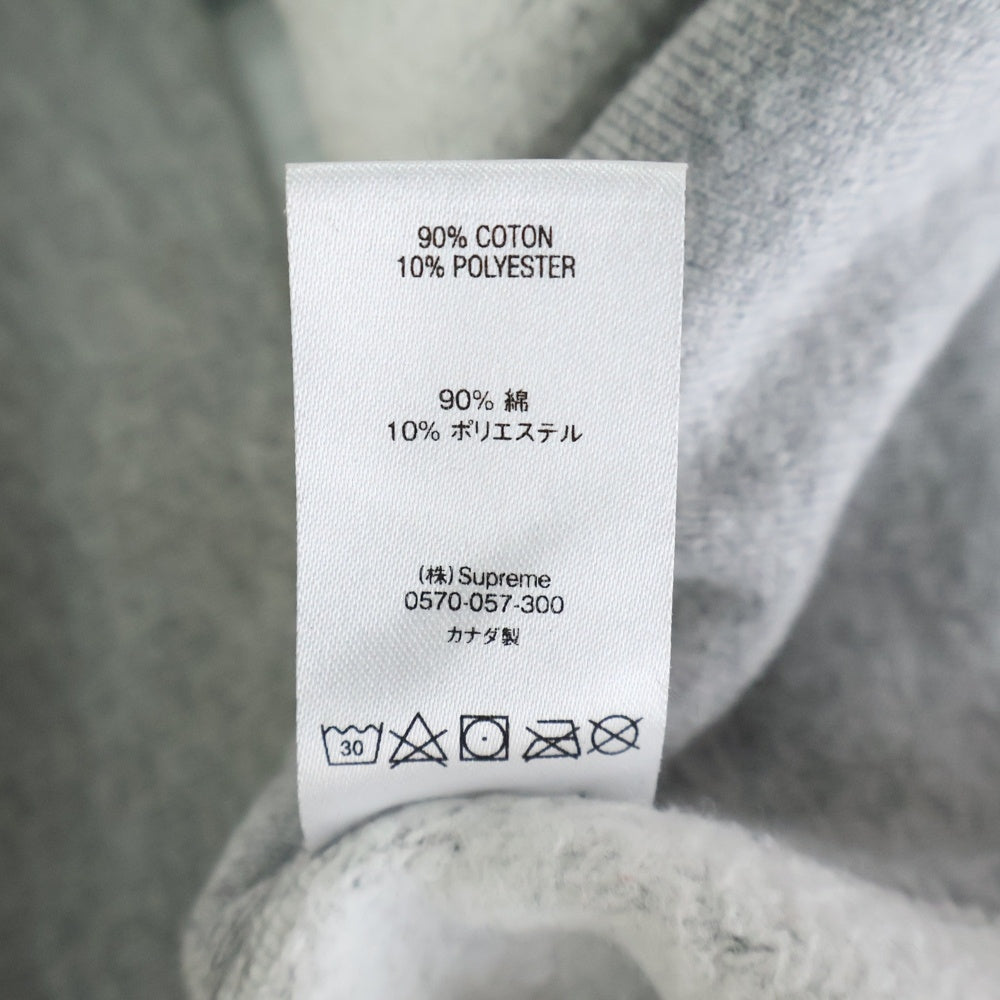 90% COTON
10% POLYESTER
90% 綿
10% ポリエステル
(株)Supreme
0570-057-300
カナダ製
30